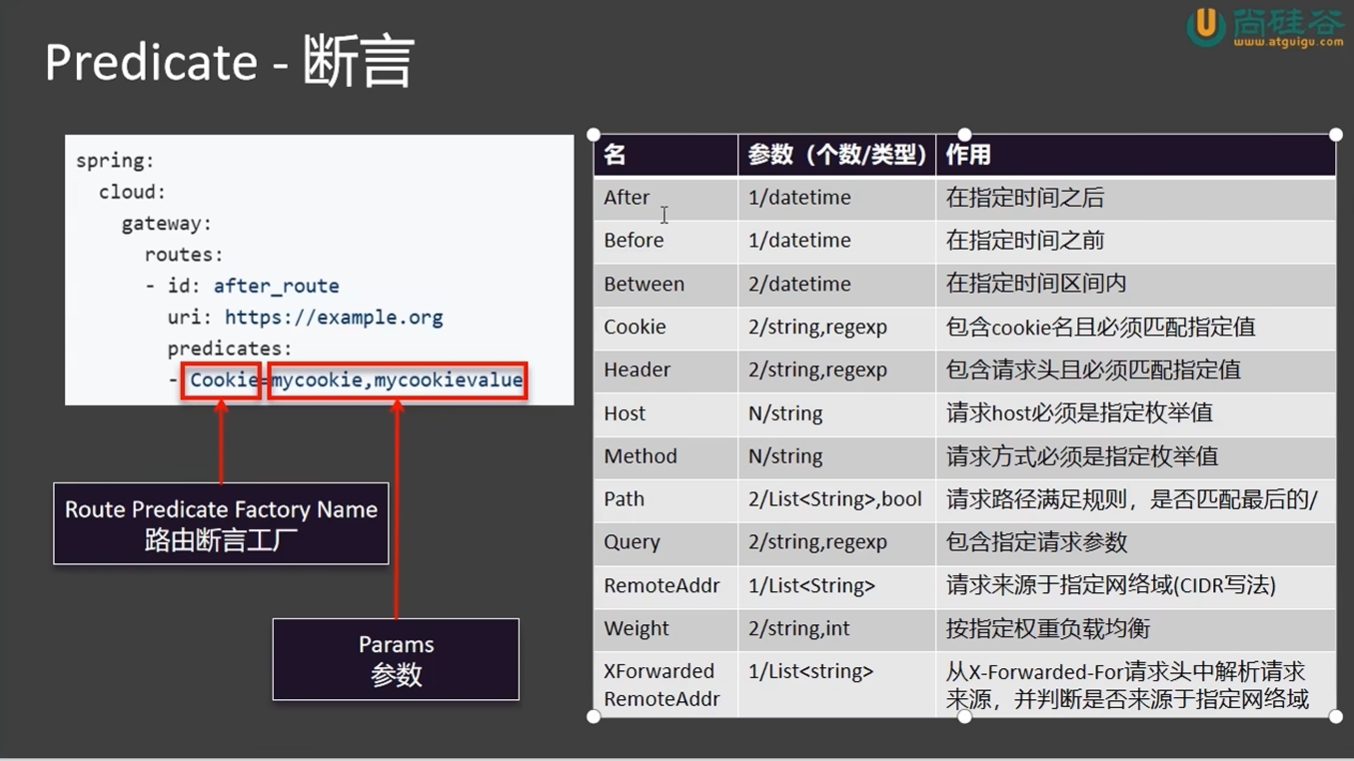 尚硅谷
www.atguigu.com
Predicate - 断言
spring:
cloud:
gateway:
routes:
- id: after_route
uri: https://example.org
predicates:
- Cookie=mycookie,mycookievalue
Route Predicate Factory Name
路由断言工厂
Params
参数
名 参数（个数/类型） 作用
After 1/datetime 在指定时间之后
Before 1/datetime 在指定时间之前
Between 2/datetime 在指定时间区间内
Cookie 2/string,regexp 包含cookie名且必须匹配指定值
Header 2/string,regexp 包含请求头且必须匹配指定值
Host N/string 请求host必须是指定枚举值
Method N/string 请求方式必须是指定枚举值
Path 2/List<String>,bool 请求路径满足规则，是否匹配最后的/
Query 2/string,regexp 包含指定请求参数
RemoteAddr 1/List<String> 请求来源于指定网络域(CIDR写法)
Weight 2/string,int 按指定权重负载均衡
XForwarded 1/List<string> 从X-Forwarded-For请求头中解析请求
RemoteAddr 来源，并判断是否来源于指定网络域